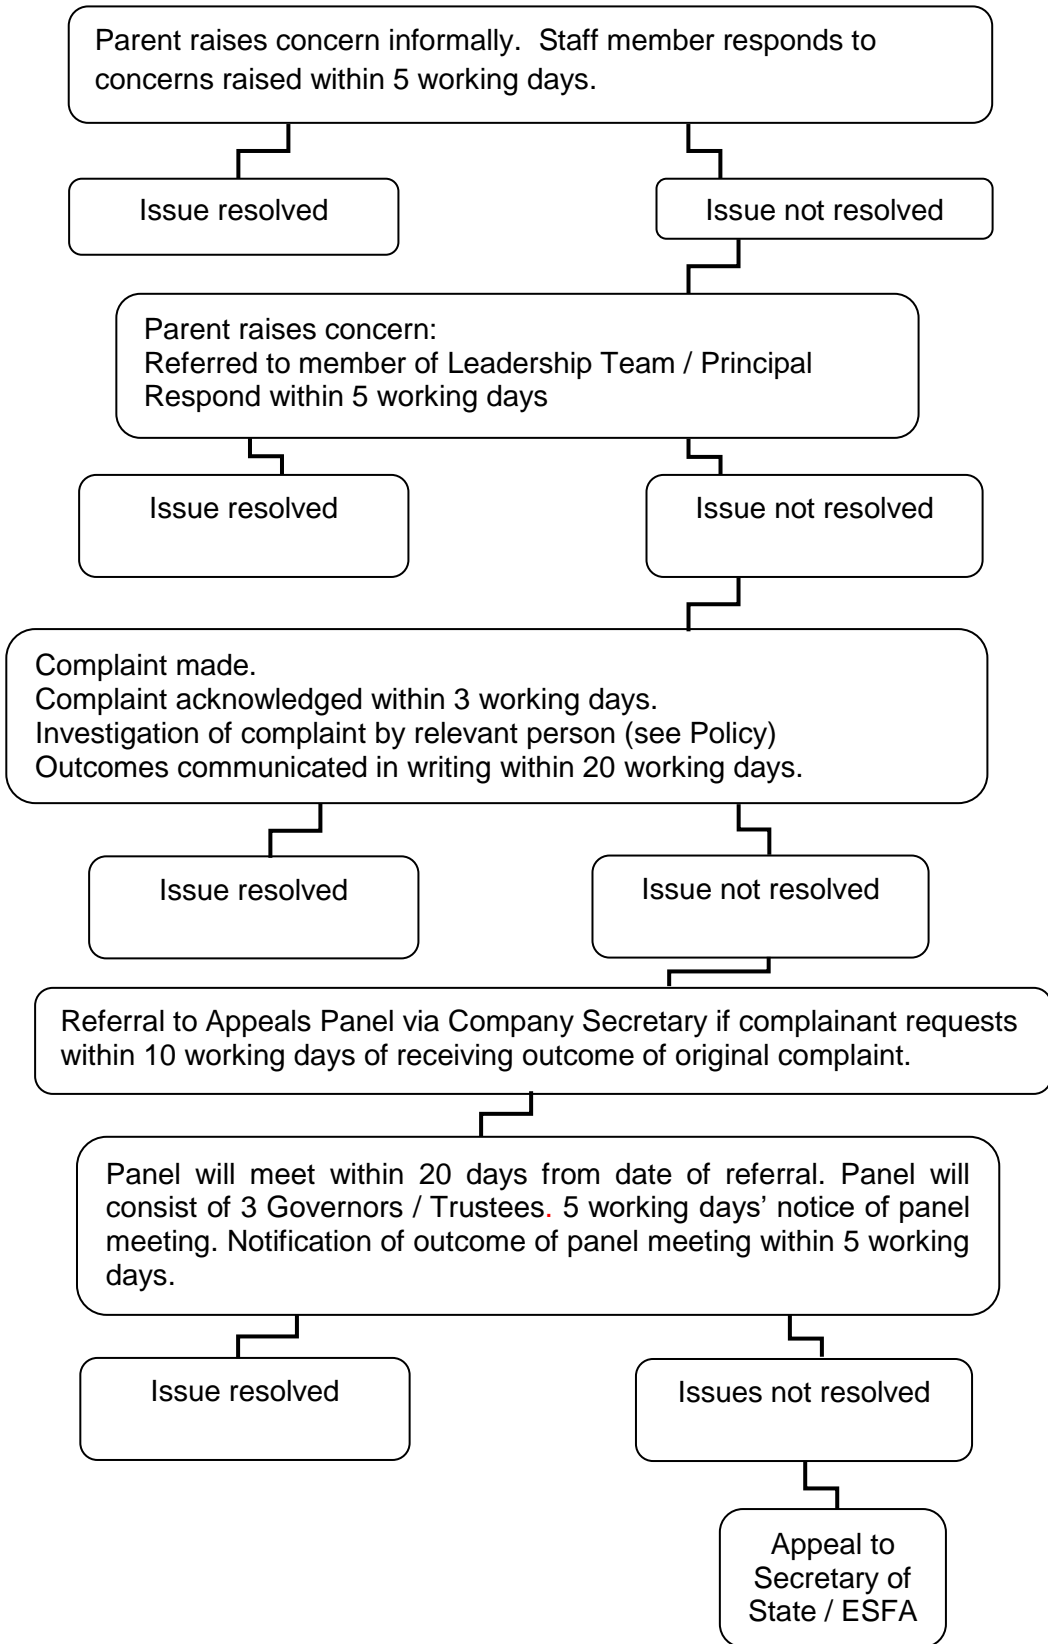 Parent raises concern informally.  Staff member responds to
concerns raised within 5 working days.
Issue resolved
Issue not resolved
Parent raises concern:
Referred to member of Leadership Team / Principal
Respond within 5 working days
Issue resolved
Issue not resolved
Complaint made.
Complaint acknowledged within 3 working days.
Investigation of complaint by relevant person (see Policy)
Outcomes communicated in writing within 20 working days.
Issue resolved
Issue not resolved
Referral to Appeals Panel via Company Secretary if complainant requests
within 10 working days of receiving outcome of original complaint.
Panel will meet within 20 days from date of referral. Panel will
consist of 3 Governors / Trustees. 5 working days’ notice of panel
meeting. Notification of outcome of panel meeting within 5 working
days.
Issue resolved
Issues not resolved
Appeal to
Secretary of
State / ESFA